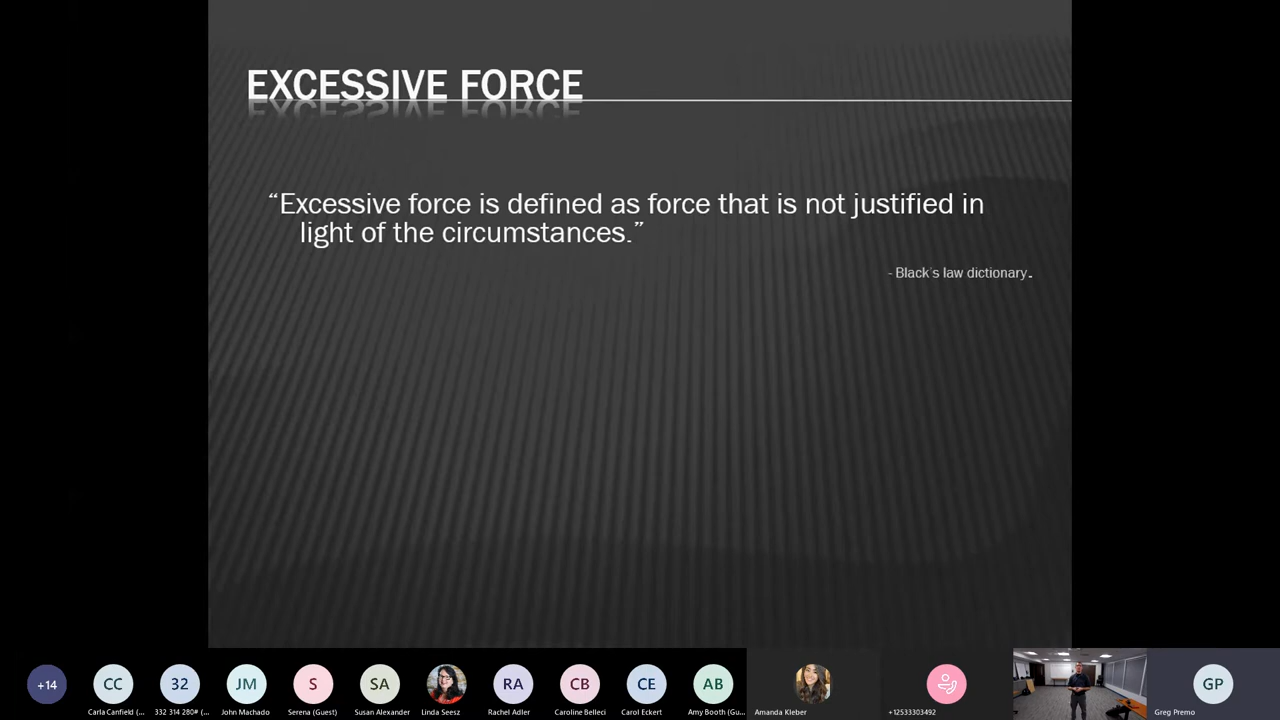 EXCESSIVE FORCE
“Excessive force is defined as force that is not justified in
light of the circumstances.”
- Black's law dictionary.
+14
CC
32
JM
S
SA
RA
CB
CE
AB
GP
Carla Canfield (...
332 314 280# (...
John Machado
Serena (Guest)
Susan Alexander
Linda Seesz
Rachel Adler
Caroline Belleci
Carol Eckert
Amy Booth (Gu...
Amanda Kleber
+12533303492
Greg Premo